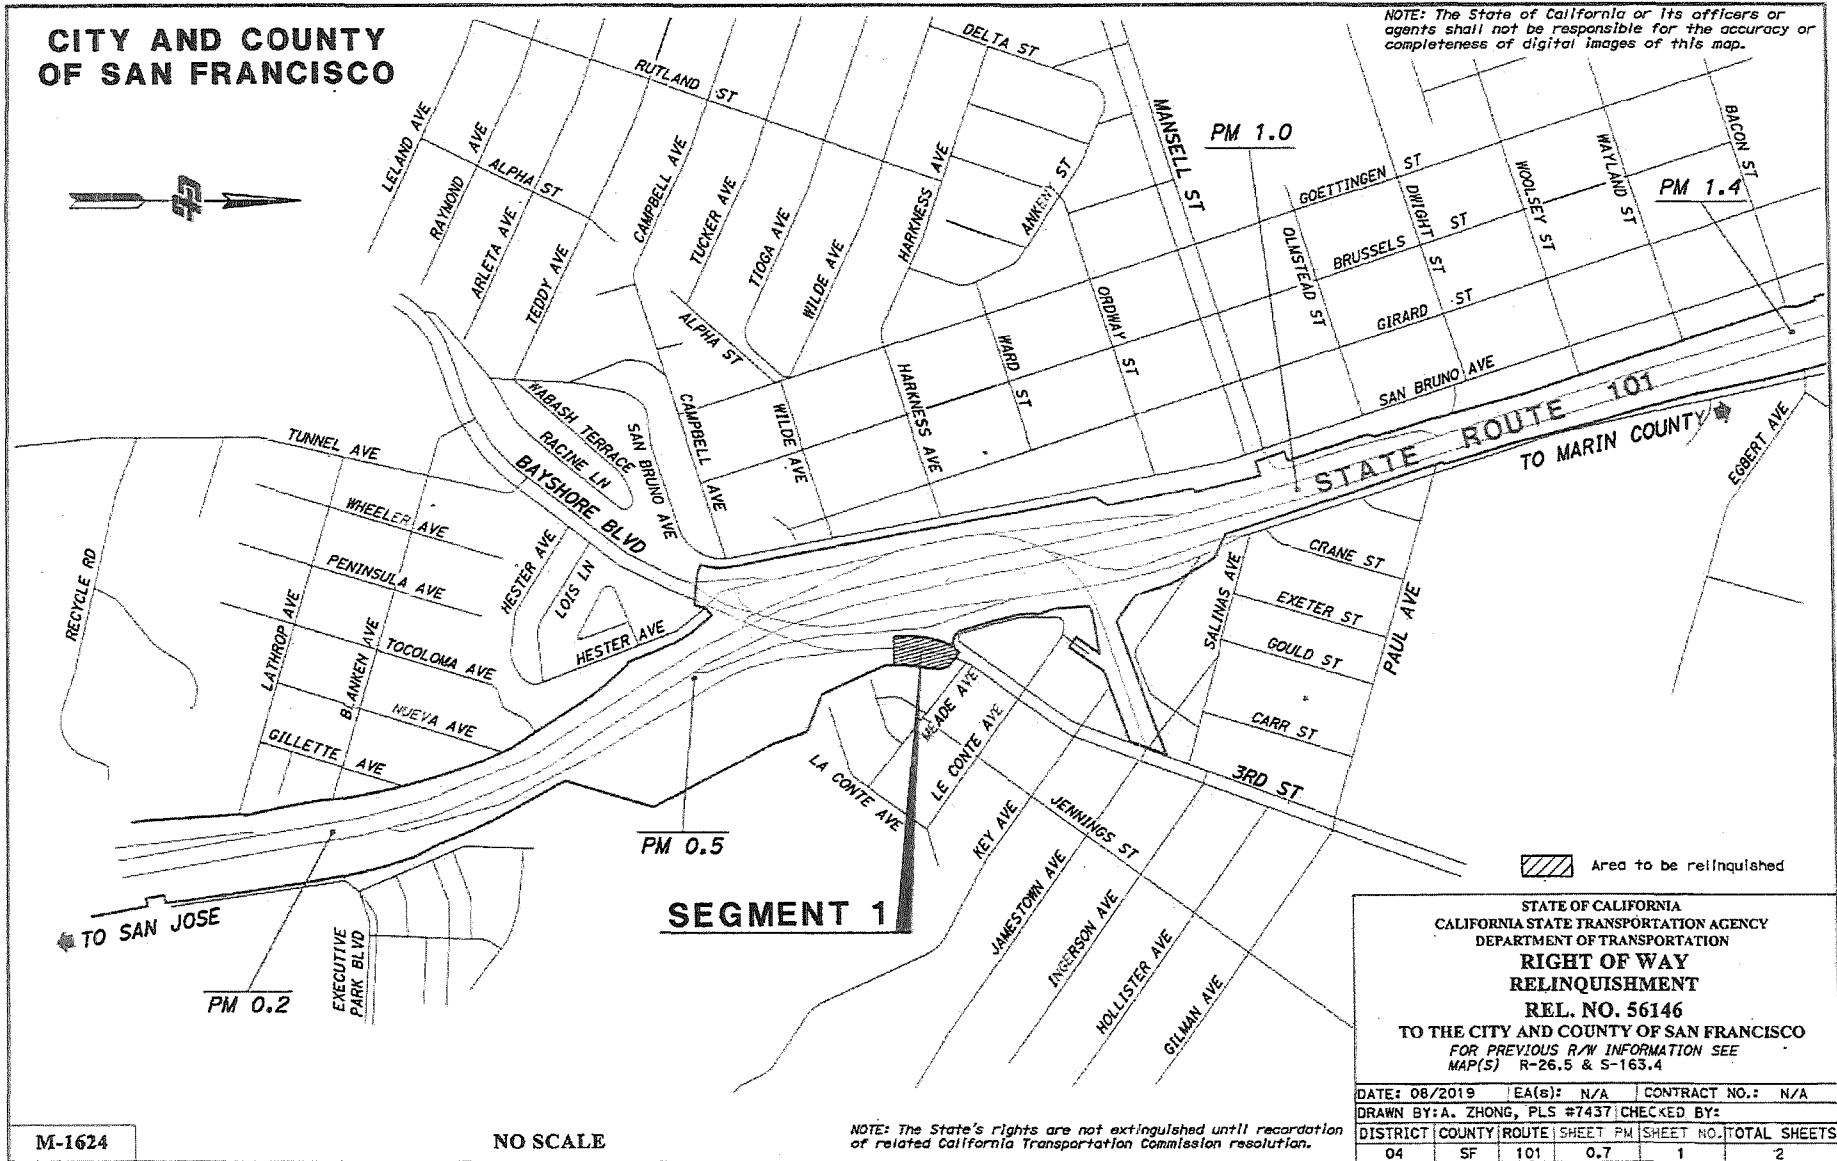 CITY AND COUNTY
OF SAN FRANCISCO
NOTE: The State of California or its officers or
agents shall not be responsible for the accuracy or
completeness of digital images of this map.
DELTA ST
RUTLAND ST
LELAND AVE
RAYMOND AVE
ALPHA ST
ARLETA AVE
TEDDY AVE
CAMPBELL AVE
TUCKER AVE
TIOGA AVE
WILDE AVE
HARKNESS AVE
ANKENY ST
MANSELL ST
PM 1.0
GOETTINGEN ST
DWIGHT ST
WOOLSEY ST
WAYLAND ST
BACON ST
PM 1.4
BRUSSELS ST
OLMSTEAD ST
GIRARD ST
ORDWAY ST
WARD ST
ALPHA ST
HARKNESS AVE
SAN BRUNO AVE
STATE ROUTE 101
TO MARIN COUNTY
EGBERT AVE
WABASH TERRACE
RACINE LN
SAN BRUNO AVE
CAMPBELL AVE
WILDE AVE
BAYSHORE BLVD
TUNNEL AVE
WHEELER AVE
PENINSULA AVE
HESTER AVE
LOIS LN
HESTER AVE
RECYCLE RD
LATHROP AVE
BLANKEN AVE
TOCOLOMA AVE
NUEVA AVE
GILLETTE AVE
CRANE ST
EXETER ST
SALINAS AVE
GOULD ST
PAUL AVE
CARR ST
3RD ST
MEADE AVE
LE CONTE AVE
LA CONTE AVE
KEY AVE
JENNINGS ST
JAMESTOWN AVE
INGERSON AVE
HOLLISTER AVE
GILMAN AVE
PM 0.5
SEGMENT 1
TO SAN JOSE
PM 0.2
EXECUTIVE
PARK BLVD
Area to be relinquished
STATE OF CALIFORNIA
CALIFORNIA STATE TRANSPORTATION AGENCY
DEPARTMENT OF TRANSPORTATION
RIGHT OF WAY
RELINQUISHMENT
REL. NO. 56146
TO THE CITY AND COUNTY OF SAN FRANCISCO
FOR PREVIOUS R/W INFORMATION SEE
MAP(S) R-26.5 & S-163.4
DATE: 08/2019 EA(s): N/A CONTRACT NO.: N/A
DRAWN BY: A. ZHONG, PLS #7437 CHECKED BY:
DISTRICT COUNTY ROUTE SHEET PM SHEET NO. TOTAL SHEETS
04 SF 101 0.7 1 2
M-1624
NO SCALE
NOTE: The State's rights are not extinguished until recordation
of related California Transportation Commission resolution.